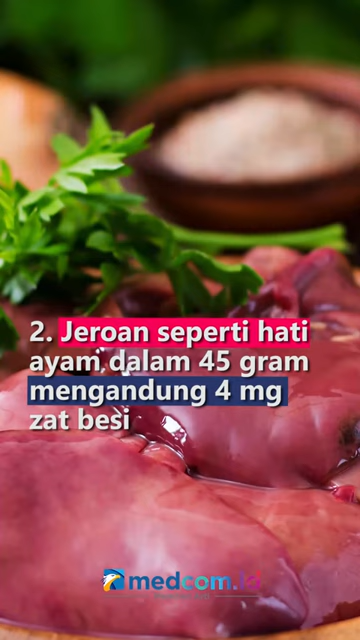 2. Jeroan seperti hati
ayam, dalam 45 gram
mengandung 4 mg
zat besi
medcom.id